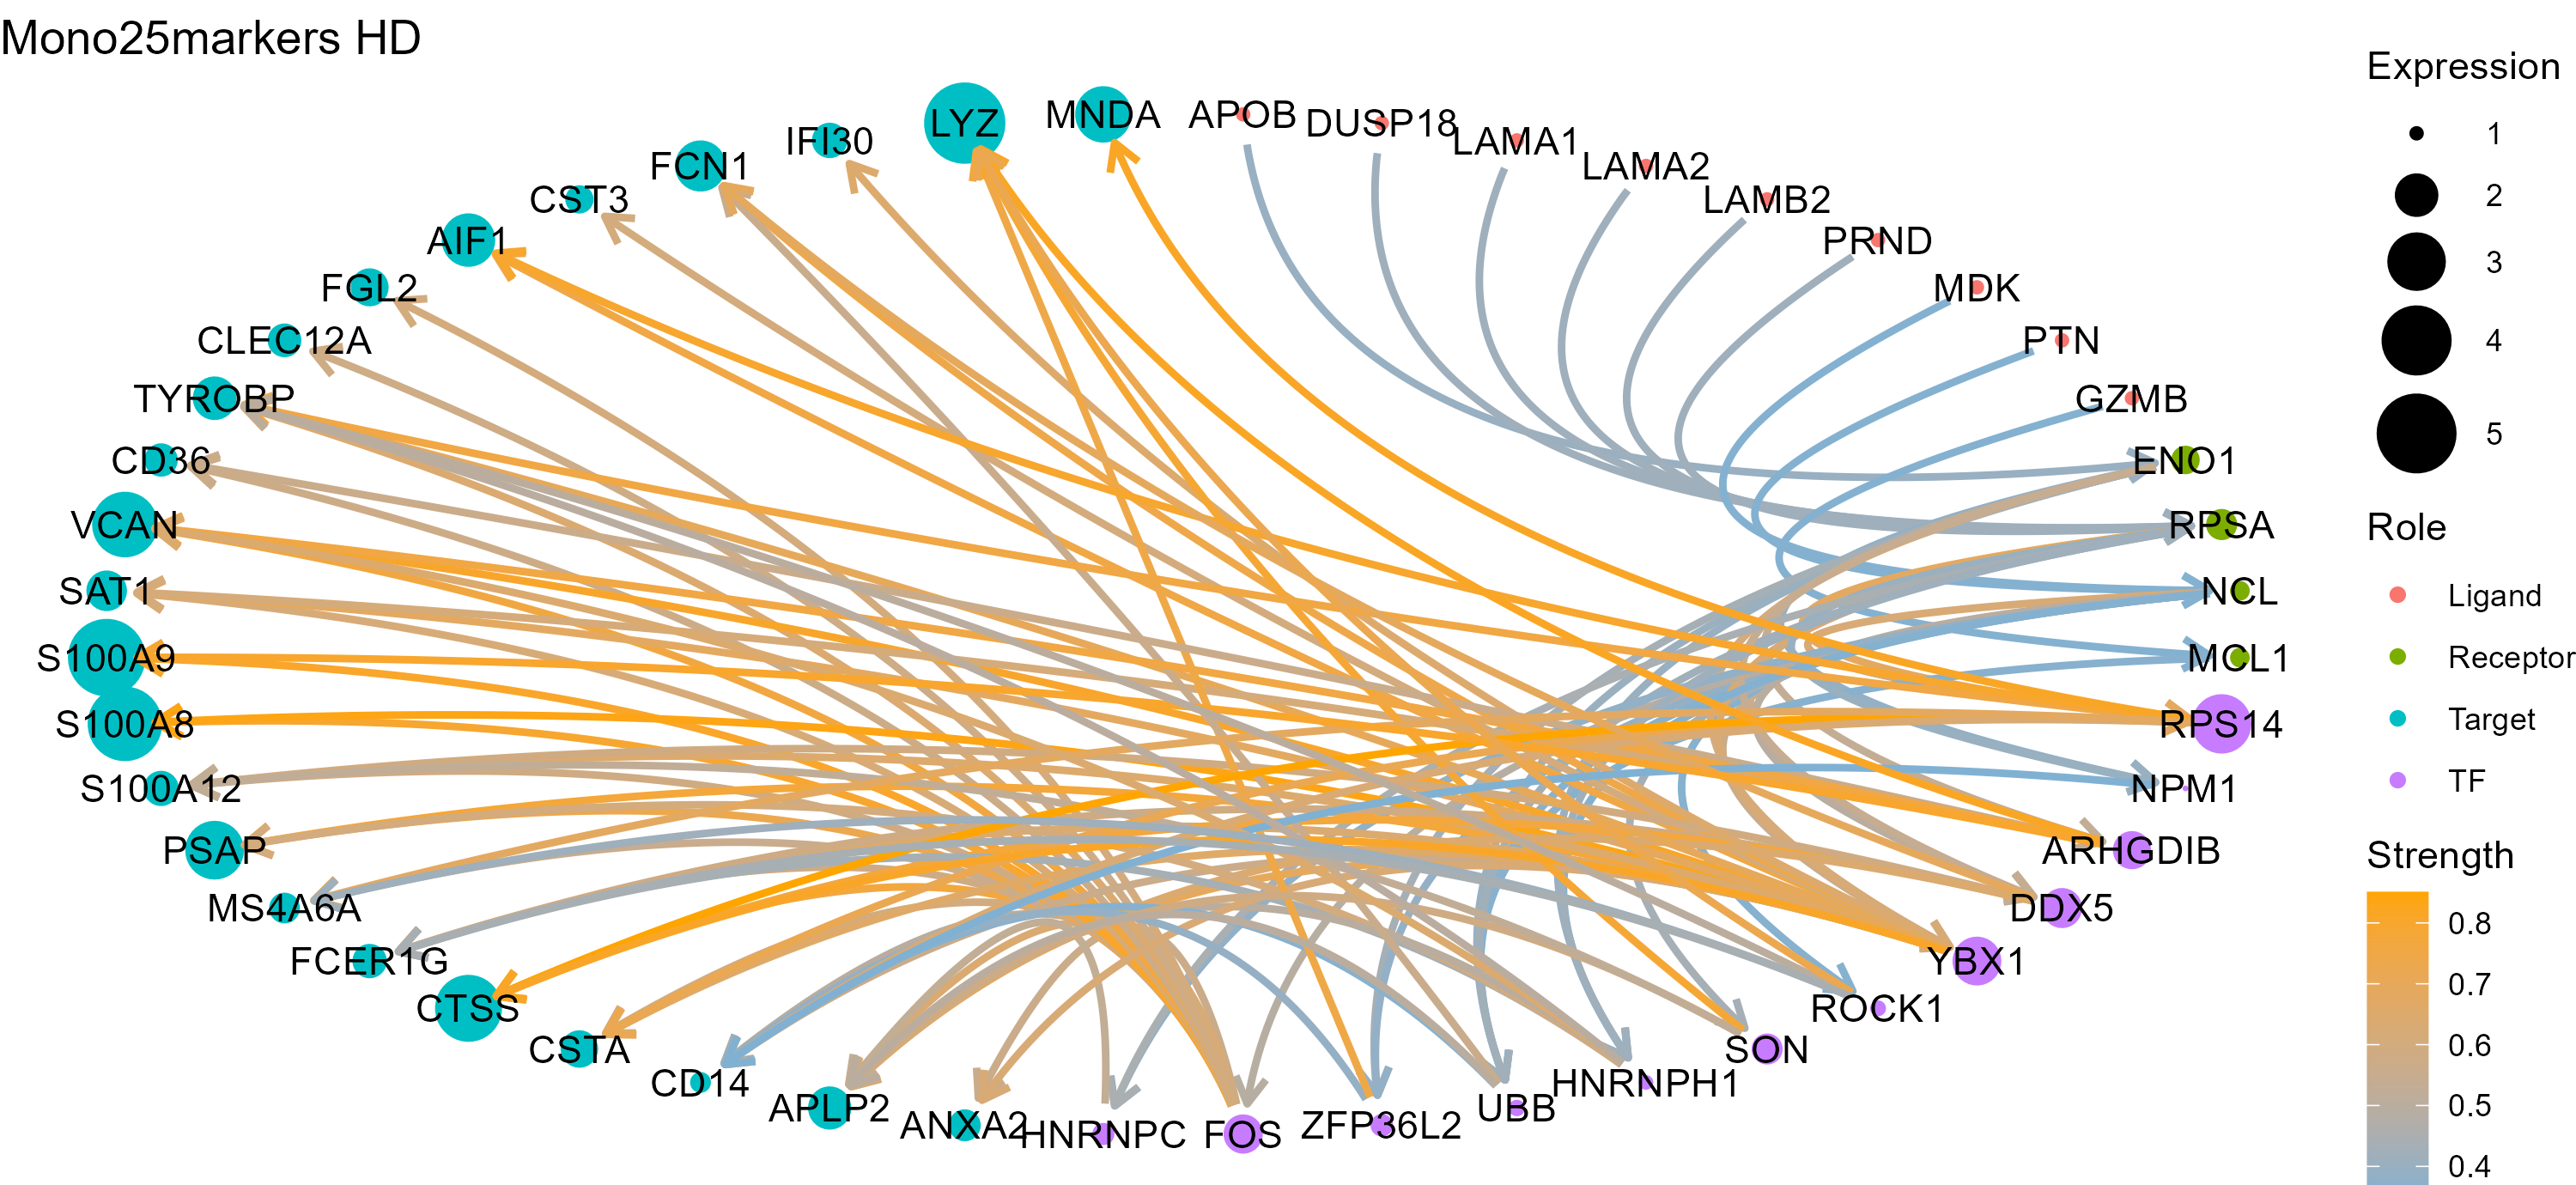 Mono25markers HD
LYZ
MNDA
APOB
DUSP18
LAMA1
LAMA2
LAMB2
PRND
MDK
PTN
GZMB
ENO1
RPSA
NCL
MCL1
RPS14
NPM1
ARHGDIB
DDX5
YBX1
ROCK1
SON
HNRNPH1
UBB
ZFP36L2
FOS
HNRNPC
ANXA2
APLP2
CD14
CSTA
CTSS
FCER1G
MS4A6A
PSAP
S100A12
S100A8
S100A9
SAT1
VCAN
CD36
TYROBP
CLEC12A
FGL2
AIF1
CST3
FCN1
IFI30
Expression
1
2
3
4
5
Role
Ligand
Receptor
Target
TF
Strength
0.8
0.7
0.6
0.5
0.4